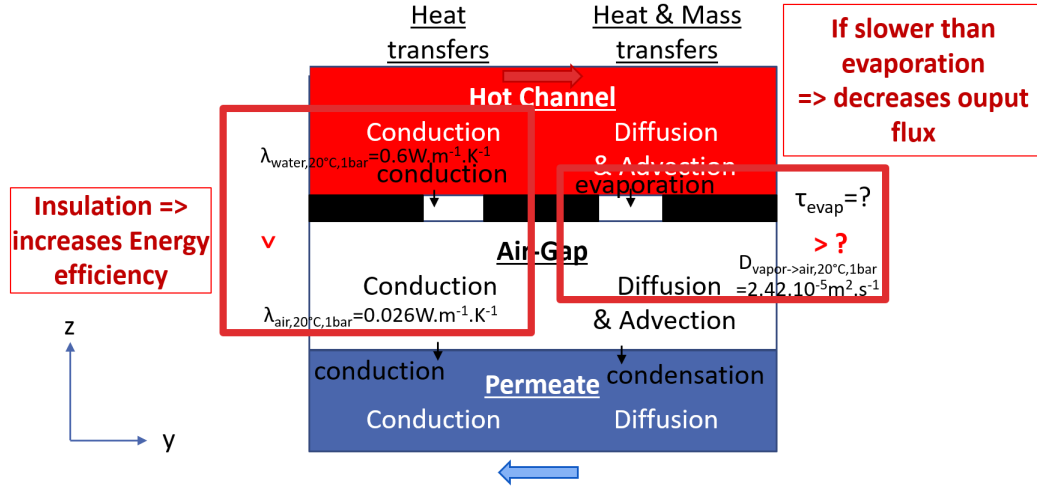 Heat
transfers
Heat & Mass
transfers
If slower than
evaporation
=> decreases ouput
flux
Hot Channel
Conduction
λwater,20°C,1bar=0.6W.m-1.K-1
conduction
Diffusion
& Advection
evaporation
Insulation =>
increases Energy
efficiency
v
τevap=?
> ?
Air-Gap
Dvapor->air,20°C,1bar
=2.42.10-5m2.s-1
Conduction
λair,20°C,1bar=0.026W.m-1.K-1
Diffusion
& Advection
z
y
conduction
condensation
Permeate
Conduction
Diffusion